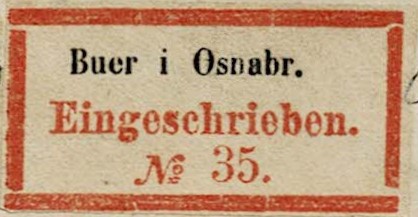 Buer i Osnabr.
Eingeschrieben.
№ 35.